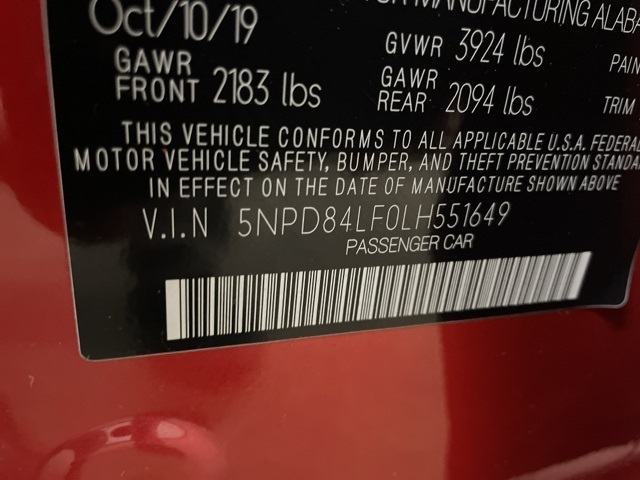 MANUFACTURING ALABA
Oct/10/19 GVWR 3924 lbs PAIN
GAWR FRONT 2183 lbs GAWR REAR 2094 lbs TRIM
THIS VEHICLE CONFORMS TO ALL APPLICABLE U.S.A. FEDERAL
MOTOR VEHICLE SAFETY, BUMPER, AND THEFT PREVENTION STANDA
IN EFFECT ON THE DATE OF MANUFACTURE SHOWN ABOVE
V.I.N 5NPD84LF0LH551649
PASSENGER CAR